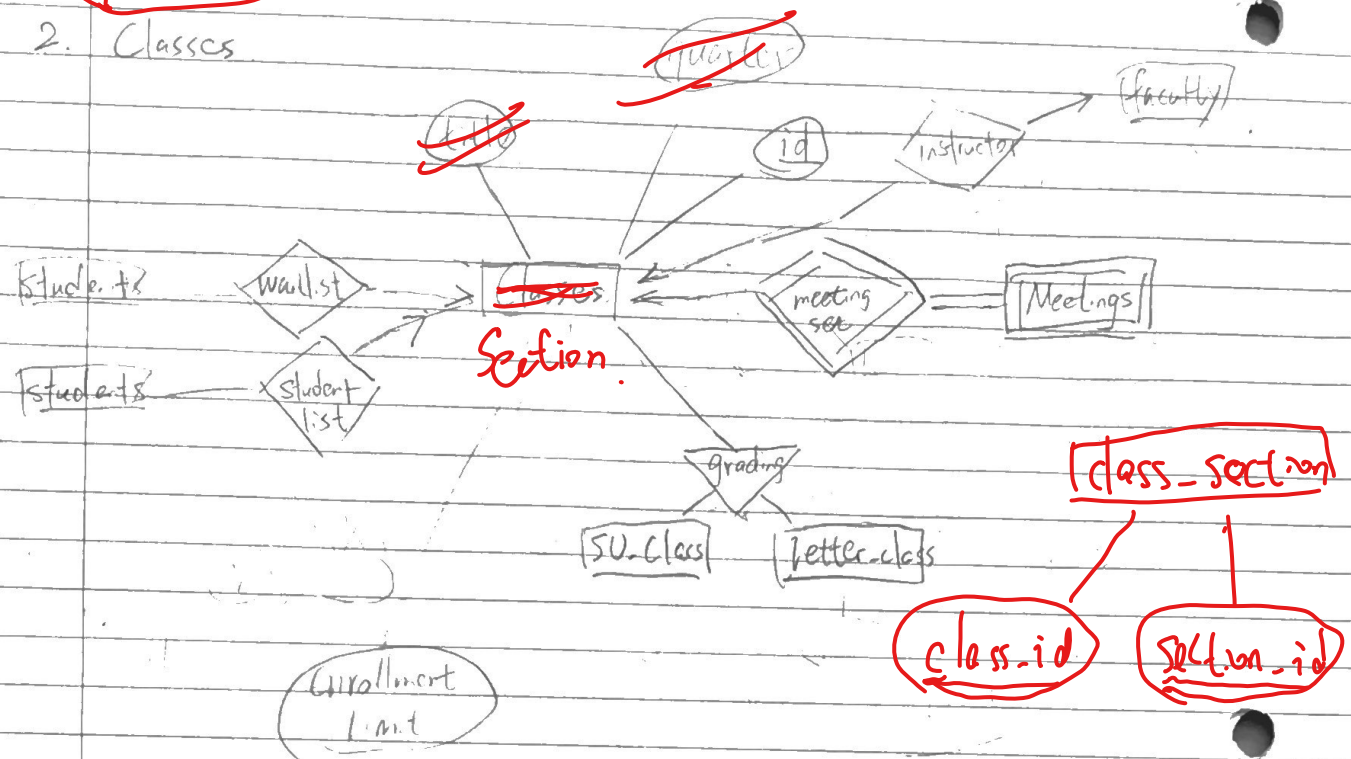 2. Classes
quarter
title
id
instructor
faculty
Students
waitlist
Classes
meeting
set
Meetings
Section.
students
student
list
grading
SU_Class
Letter_class
class_section
class_id
section_id
Enrollment
limit